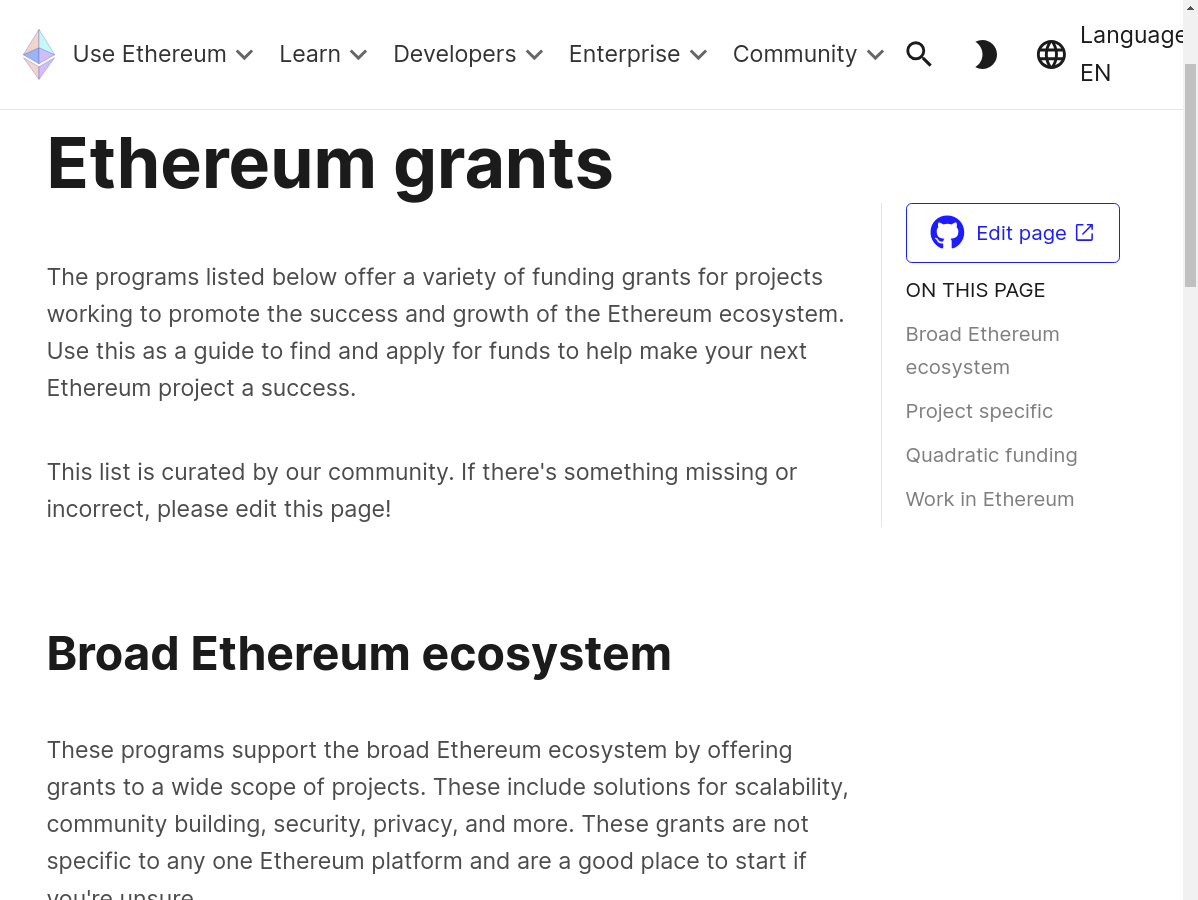 Use Ethereum
Learn
Developers
Enterprise
Community
Languages
EN
Ethereum grants
The programs listed below offer a variety of funding grants for projects
working to promote the success and growth of the Ethereum ecosystem.
Use this as a guide to find and apply for funds to help make your next
Ethereum project a success.
This list is curated by our community. If there's something missing or
incorrect, please edit this page!
Edit page
ON THIS PAGE
Broad Ethereum
ecosystem
Project specific
Quadratic funding
Work in Ethereum
Broad Ethereum ecosystem
These programs support the broad Ethereum ecosystem by offering
grants to a wide scope of projects. These include solutions for scalability,
community building, security, privacy, and more. These grants are not
specific to any one Ethereum platform and are a good place to start if
you're unsure.